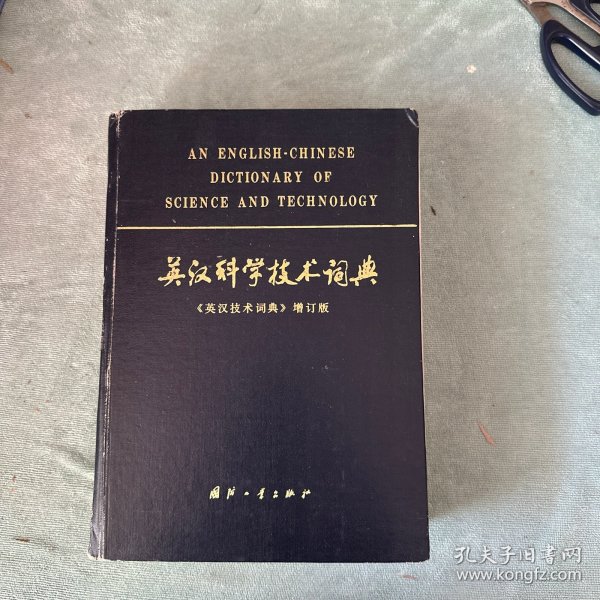 AN ENGLISH-CHINESE
DICTIONARY OF
SCIENCE AND TECHNOLOGY
英汉科学技术词典
《英汉技术词典》增订版
国防工业出版社
孔夫子旧书网
www.kongfz.com